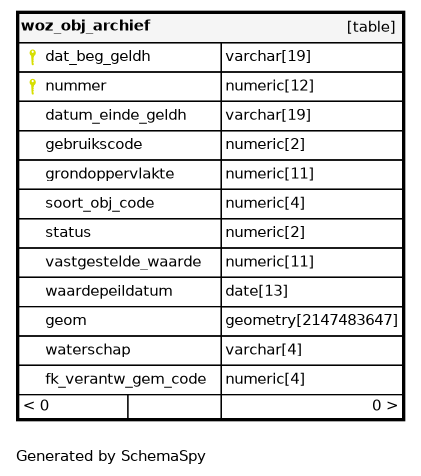 woz_obj_archief [table]
dat_beg_geldh varchar[19]
nummer numeric[12]
datum_einde_geldh varchar[19]
gebruikscode numeric[2]
grondoppervlakte numeric[11]
soort_obj_code numeric[4]
status numeric[2]
vastgestelde_waarde numeric[11]
waardepeildatum date[13]
geom geometry[2147483647]
waterschap varchar[4]
fk_verantw_gem_code numeric[4]
< 0 0 >
Generated by SchemaSpy